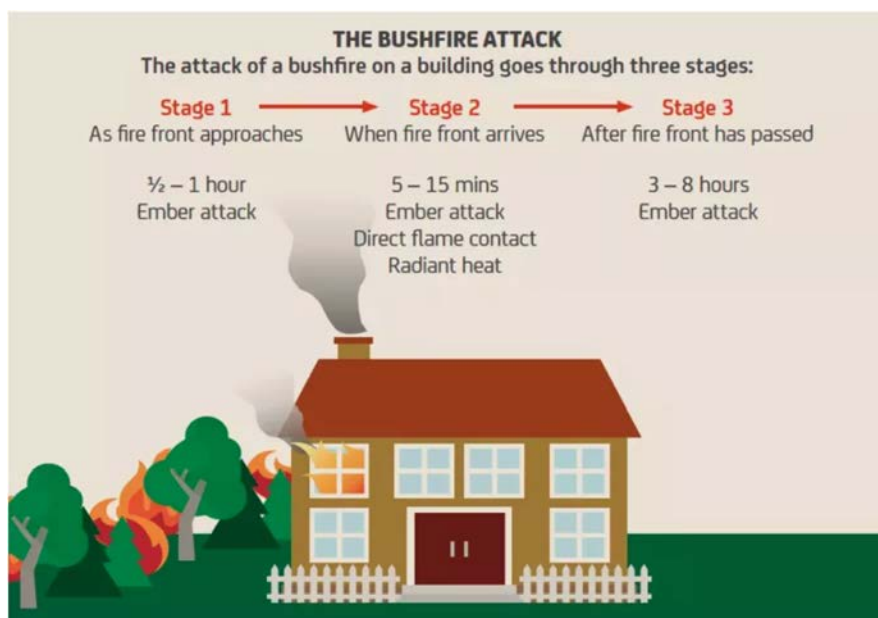 THE BUSHFIRE ATTACK
The attack of a bushfire on a building goes through three stages:
Stage 1
As fire front approaches
½ – 1 hour
Ember attack
Stage 2
When fire front arrives
5 – 15 mins
Ember attack
Direct flame contact
Radiant heat
Stage 3
After fire front has passed
3 – 8 hours
Ember attack